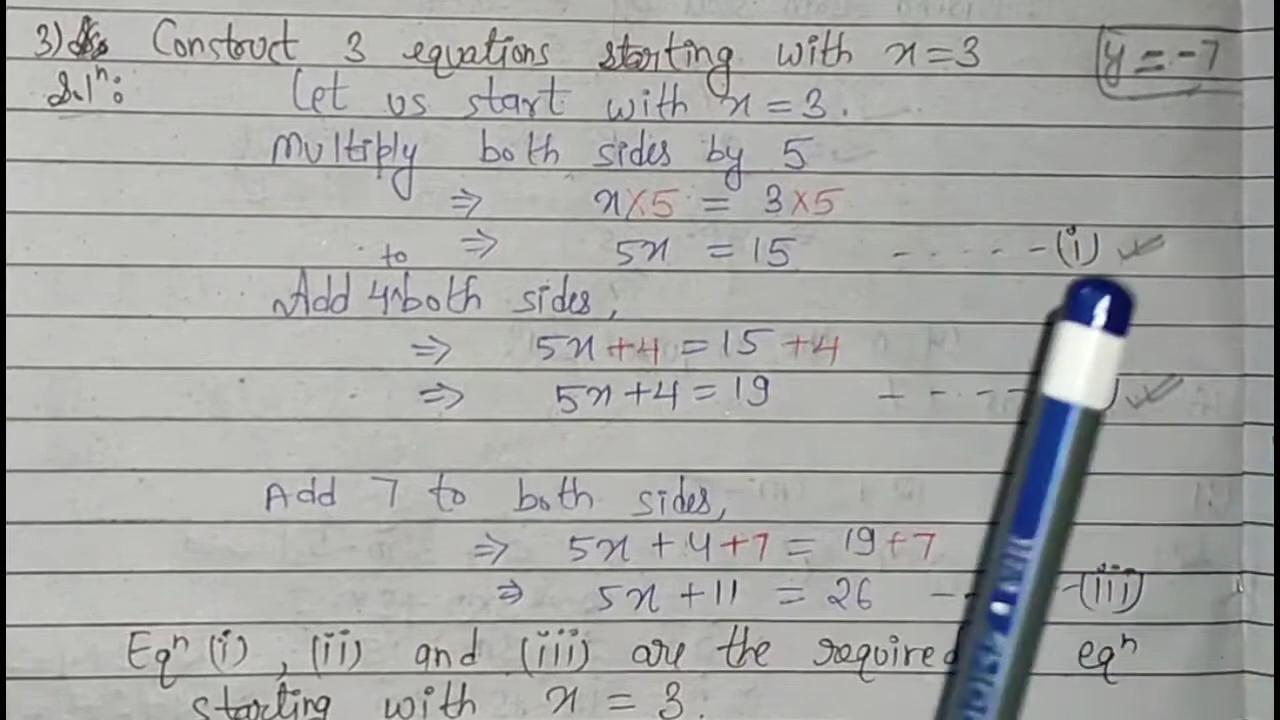 3) Construct 3 equations starting with x=3
y = -7
Solⁿ: Let us start with x = 3.
Multiply both sides by 5
⇒ x×5 = 3×5
⇒ 5x = 15 - - - - - -(i)
Add 4 to both sides,
⇒ 5x+4 = 15+4
⇒ 5x+4 = 19
Add 7 to both sides,
⇒ 5x + 4+7 = 19+7
⇒ 5x +11 = 26 - - -(iii)
Eqⁿ (i), (ii) and (iii) are the required eqⁿ
starting with x = 3.